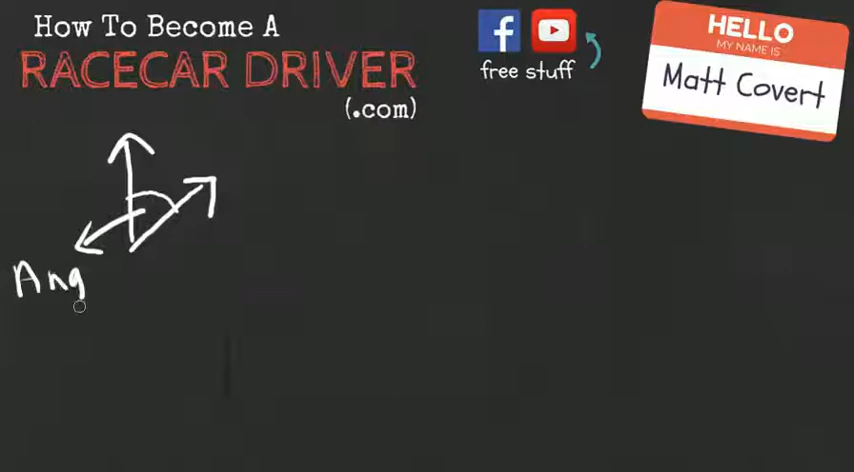 How To Become A
RACECAR DRIVER
(.com)
free stuff
HELLO
MY NAME IS
Matt Covert
Ang